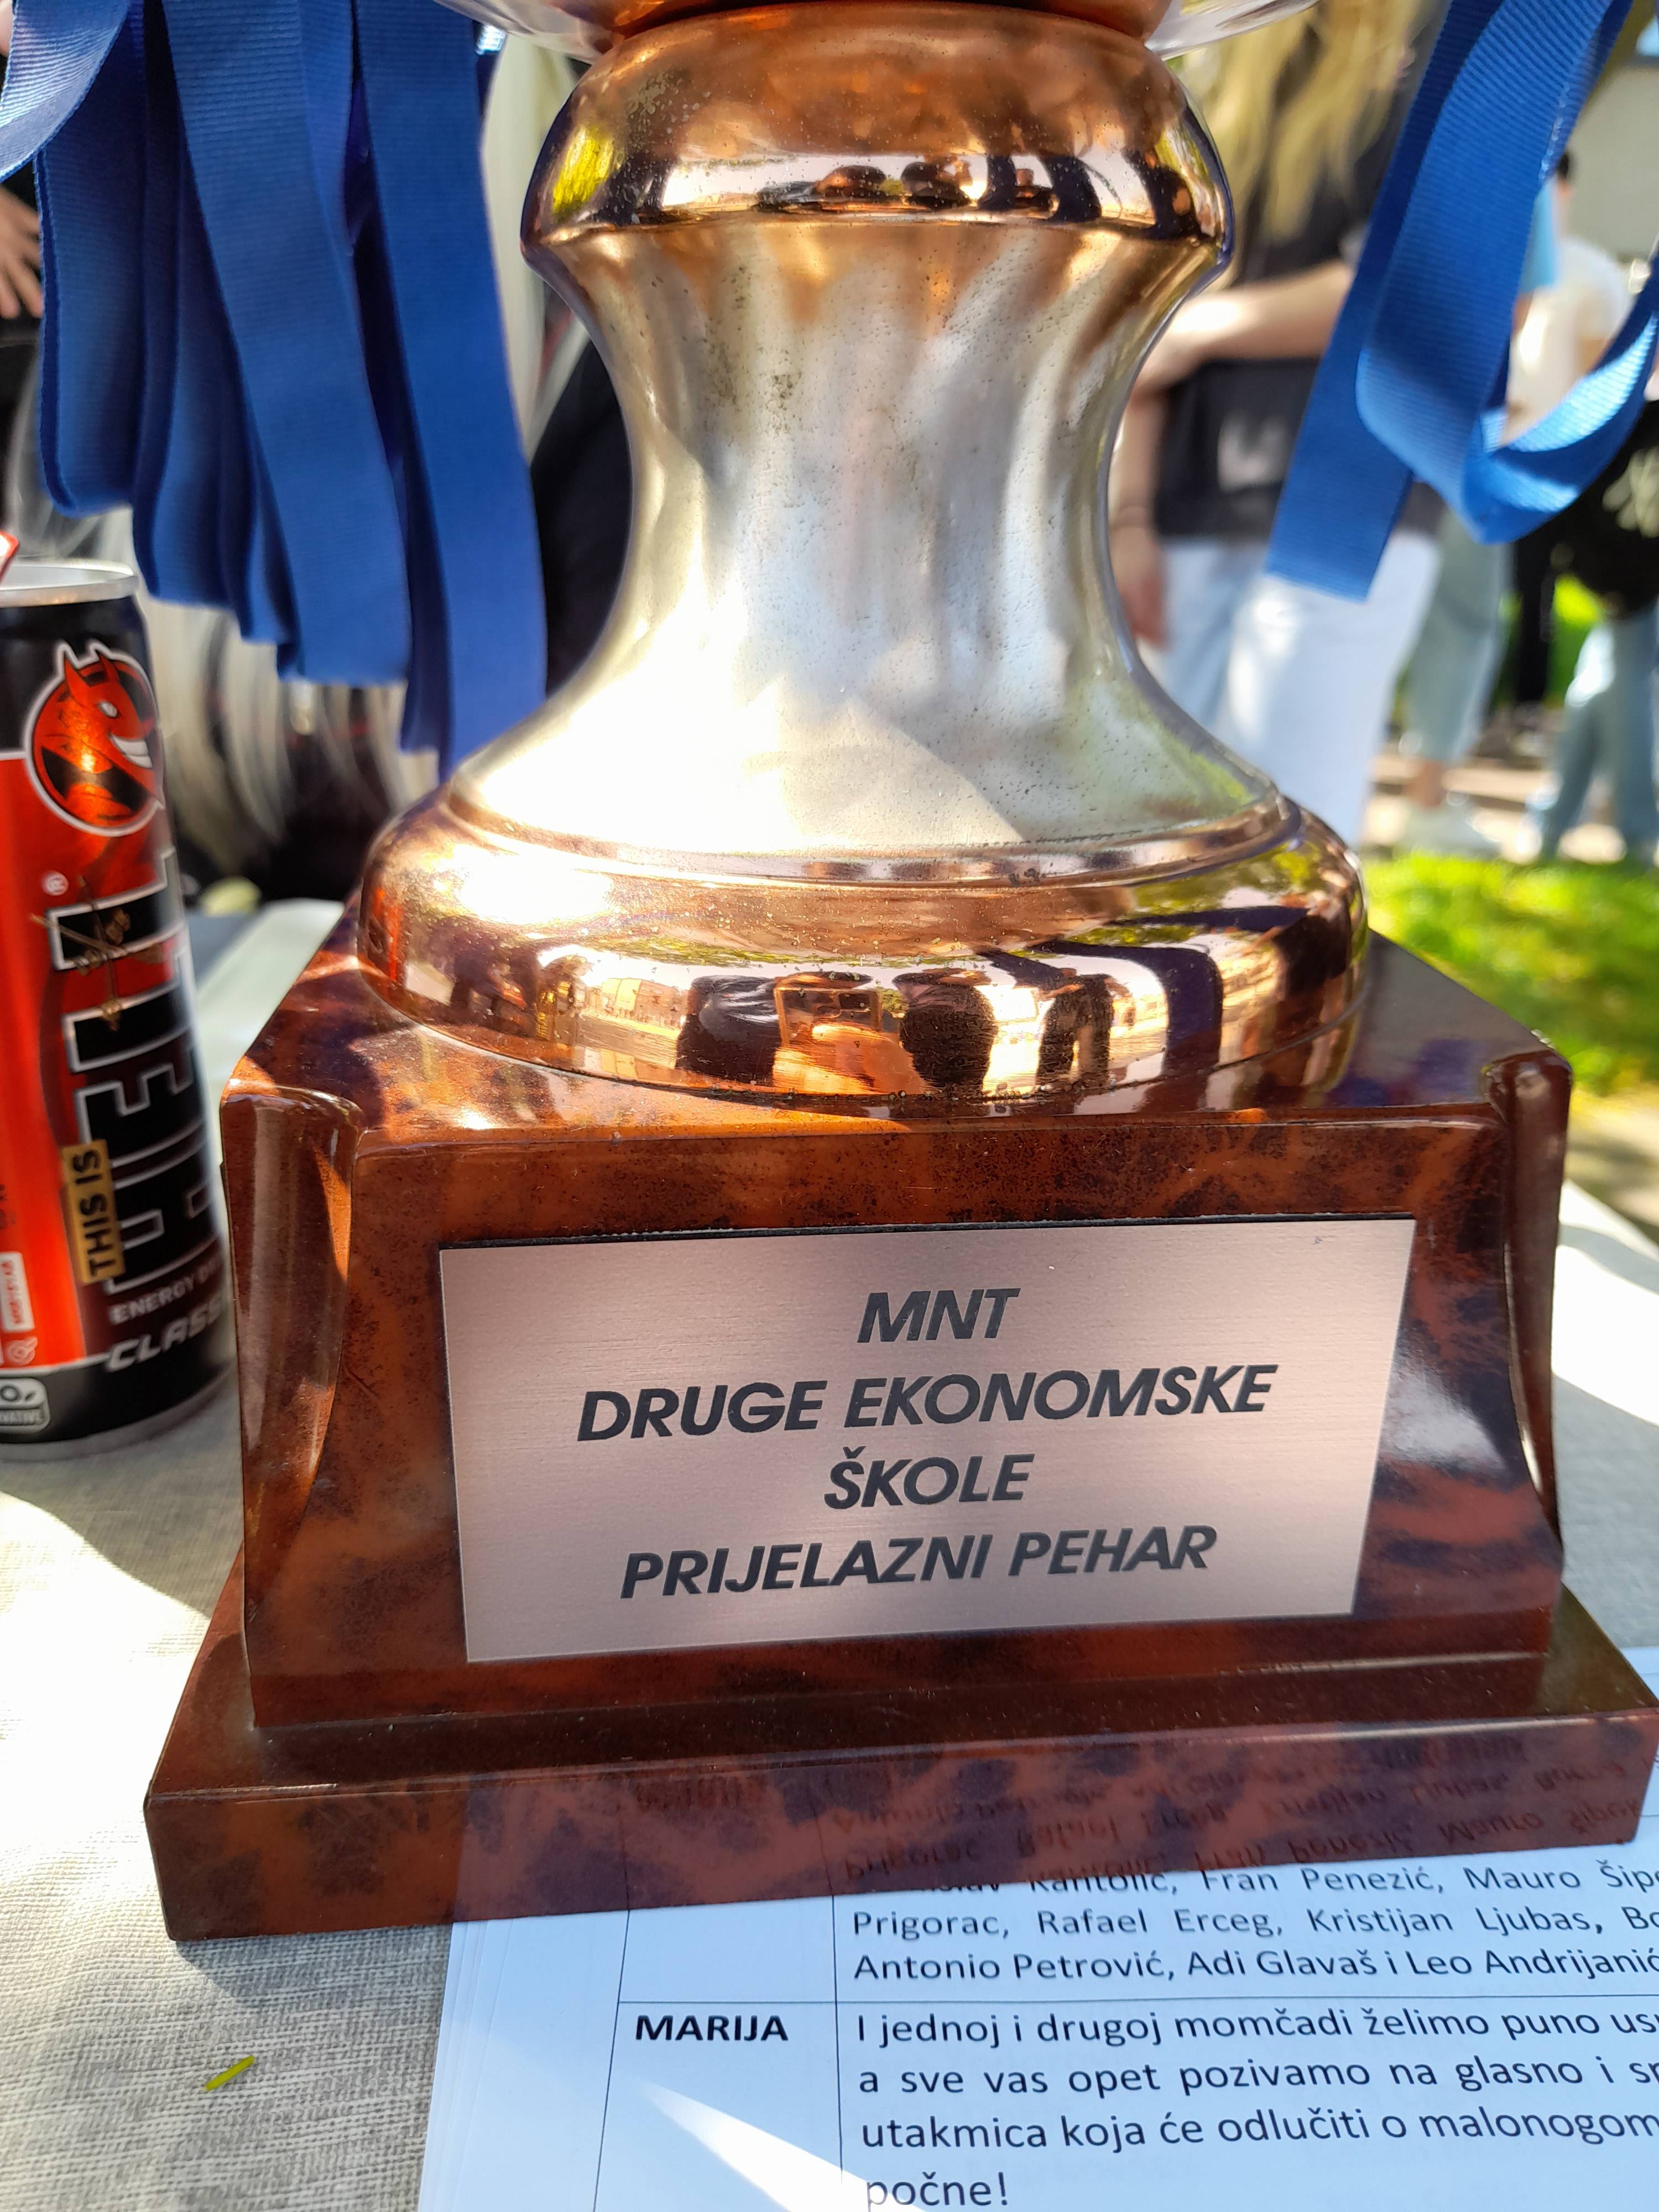 THIS IS
HELL
ENERGY
CLASSIC
MNT
DRUGE EKONOMSKE
ŠKOLE
PRIJELAZNI PEHAR
Fran Penezić, Mauro
Prigorac, Rafael Erceg, Kristijan Ljubas,
Antonio Petrović, Adi Glavaš i Leo
MARIJA
I jednoj i drugoj momčadi želimo puno
a sve vas opet pozivamo na glasno i
utakmica koja će odlučiti o
počne!